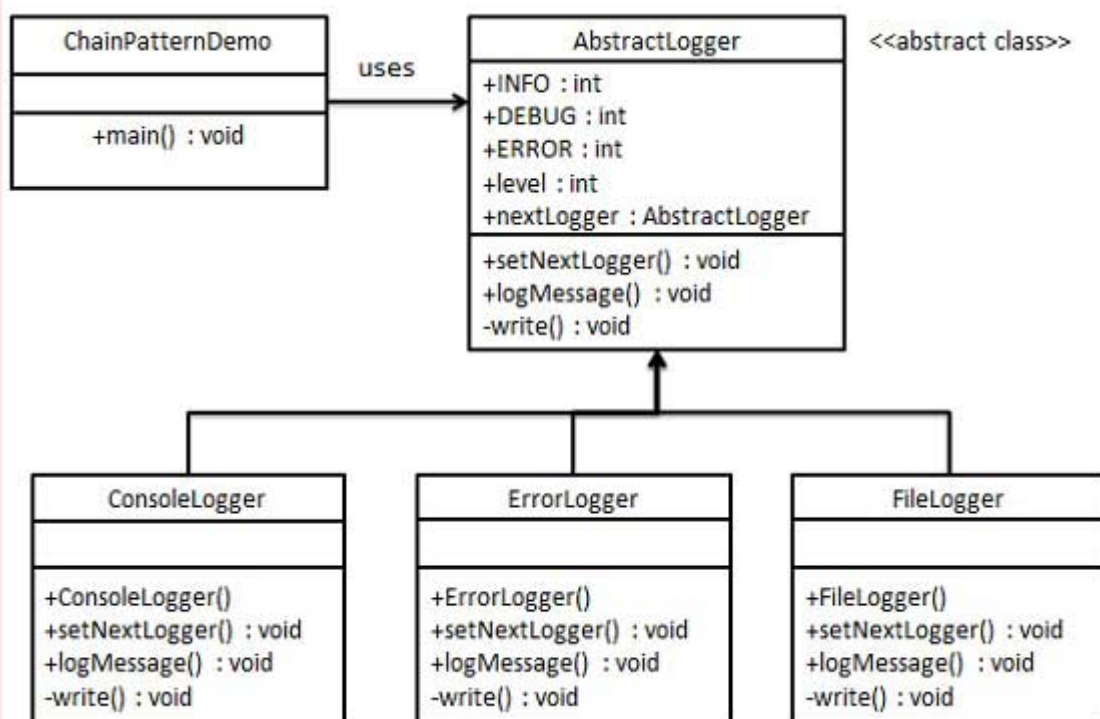 ChainPatternDemo
+main() : void
uses
AbstractLogger
<<abstract class>>
+INFO : int
+DEBUG : int
+ERROR : int
+level : int
+nextLogger : AbstractLogger
+setNextLogger() : void
+logMessage() : void
-write() : void
ConsoleLogger
+ConsoleLogger()
+setNextLogger() : void
+logMessage() : void
-write() : void
ErrorLogger
+ErrorLogger()
+setNextLogger() : void
+logMessage() : void
-write() : void
FileLogger
+FileLogger()
+setNextLogger() : void
+logMessage() : void
-write() : void